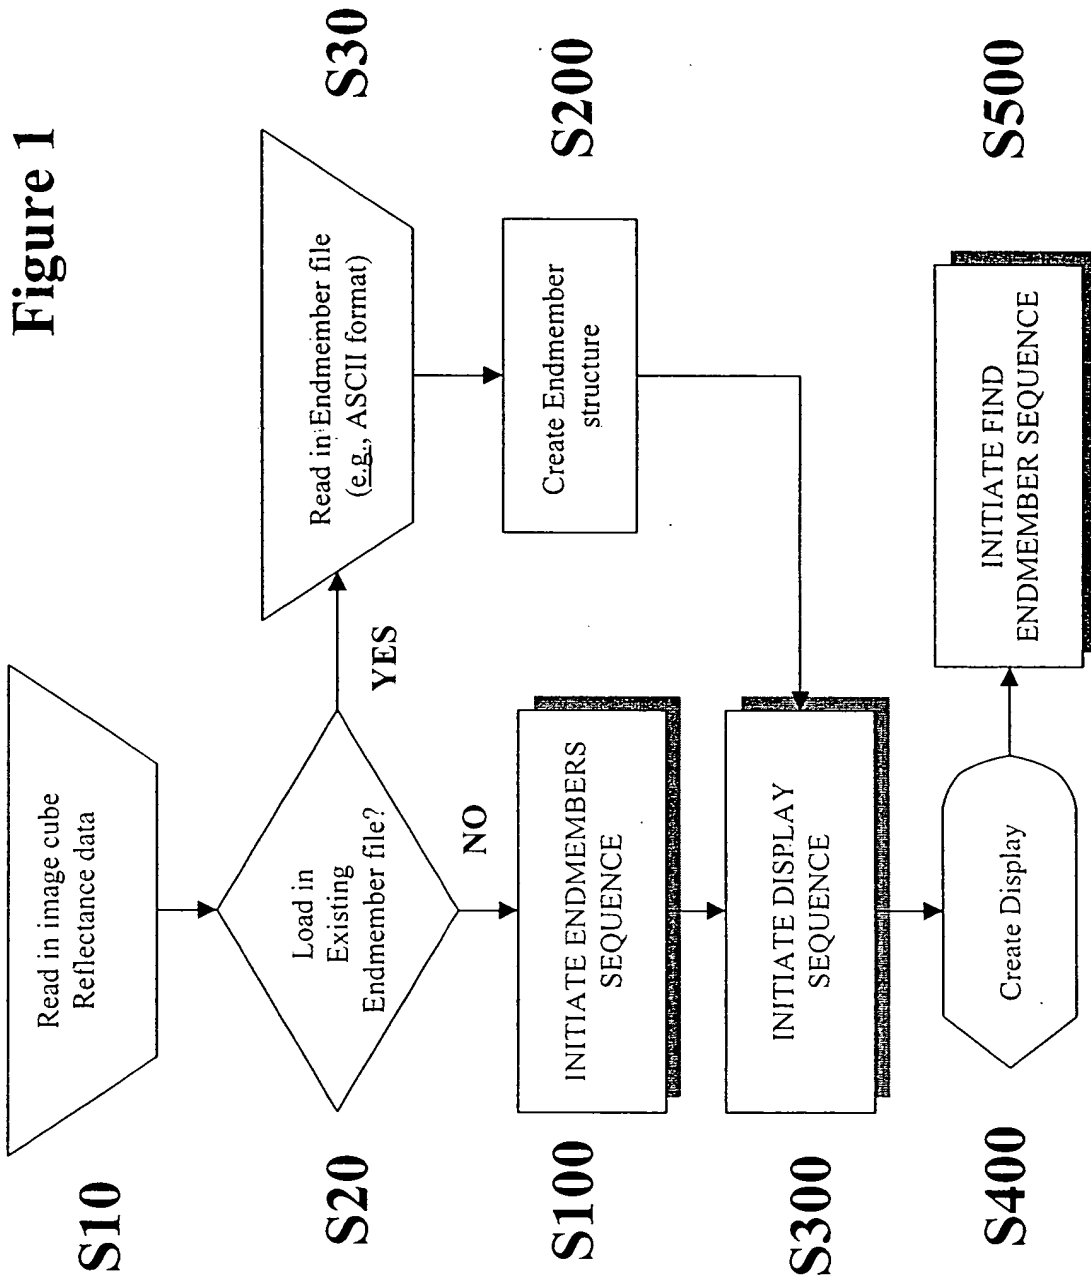 Figure 1
S10
Read in image cube
Reflectance data
S20
Load in
Existing
Endmember file?
YES
NO
S30
Read in Endmember file
(e.g., ASCII format)
S200
Create Endmember
structure
S100
INITIATE ENDMEMBERS
SEQUENCE
S300
INITIATE DISPLAY
SEQUENCE
S400
Create Display
S500
INITIATE FIND
ENDMEMBER SEQUENCE